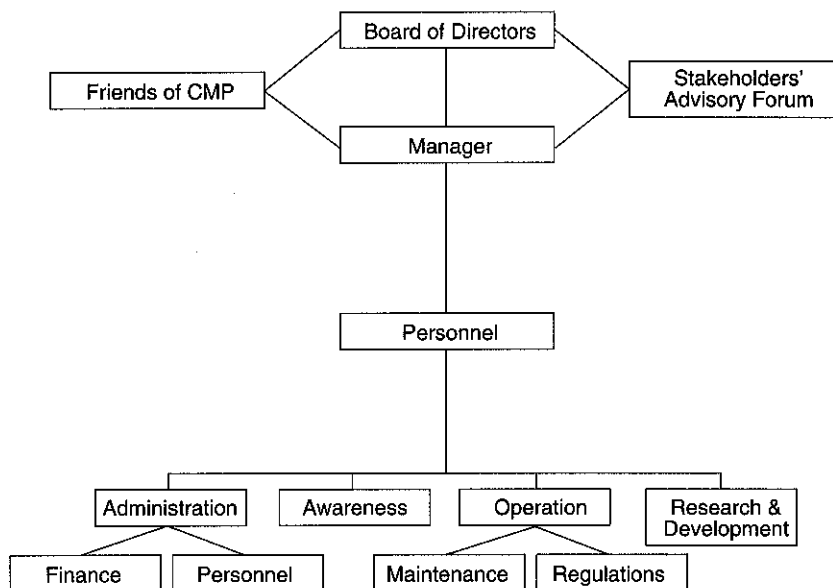 Board of Directors
Friends of CMP
Stakeholders'
Advisory Forum
Manager
Personnel
Administration
Awareness
Operation
Research &
Development
Finance
Personnel
Maintenance
Regulations